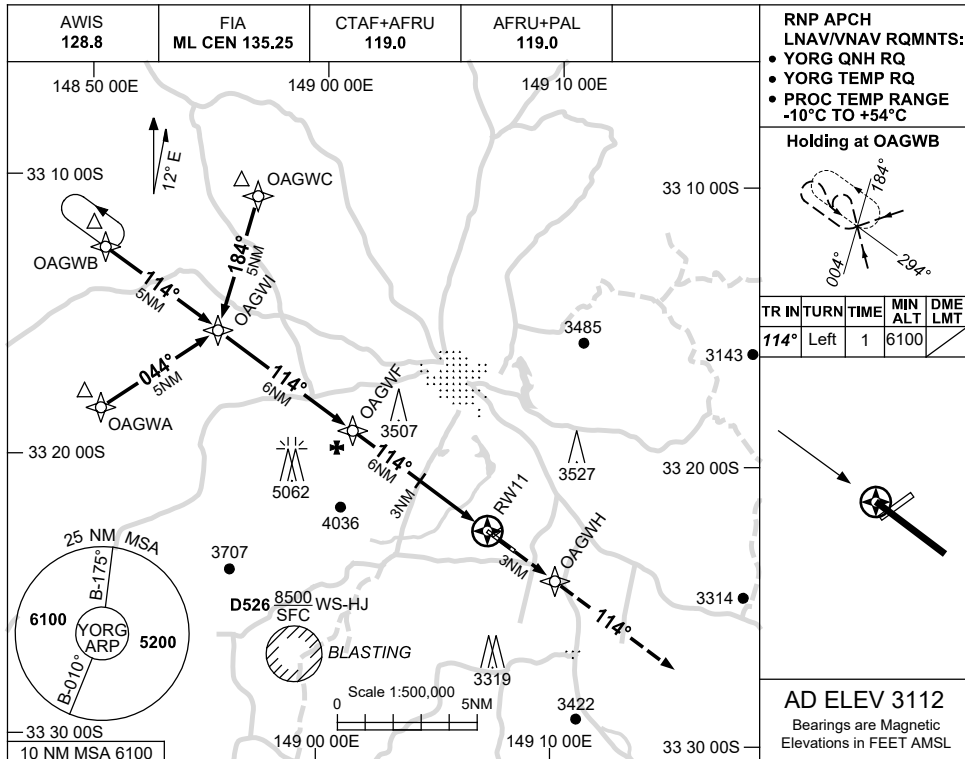 AWIS
128.8
FIA
ML CEN 135.25
CTAF+AFRU
119.0
AFRU+PAL
119.0
RNP APCH
LNAV/VNAV RQMNTS:
• YORG QNH RQ
• YORG TEMP RQ
• PROC TEMP RANGE
-10°C TO +54°C
148 50 00E
149 00 00E
149 10 00E
Holding at OAGWB
184°
004°
294°
TR IN
TURN
TIME
MIN
ALT
DME
LMT
114°
Left
1
6100
33 10 00S
33 10 00S
12° E
OAGWC
OAGWB
184°
5NM
114°
5NM
OAGWI
044°
5NM
OAGWA
114°
6NM
OAGWF
3485
3143
3507
33 20 00S
33 20 00S
5062
4036
114°
6NM
3NM
RW11
3527
OAGWH
3NM
114°
3707
3314
25 NM MSA
B-175°
6100
YORG
ARP
5200
B-010°
D526
8500
SFC
WS-HJ
BLASTING
3319
3422
Scale 1:500,000
0
5NM
33 30 00S
149 00 00E
149 10 00E
33 30 00S
10 NM MSA 6100
AD ELEV 3112
Bearings are Magnetic
Elevations in FEET AMSL